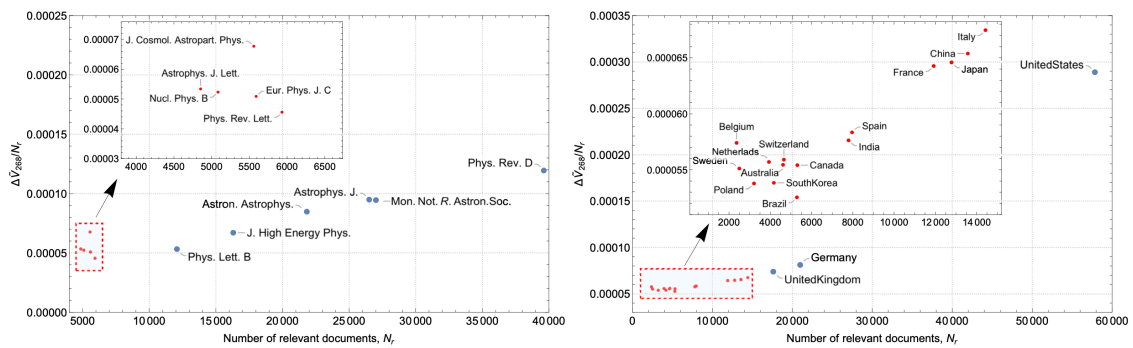 0.00025
0.00020
0.00015
0.00010
0.00005
0.00000
ΔṼ₂₆₈/Nᵣ
0.00007
0.00006
0.00005
0.00004
0.00003
J. Cosmol. Astropart. Phys.
Astrophys. J. Lett.
Nucl. Phys. B
Eur. Phys. J. C
Phys. Rev. Lett.
4000 4500 5000 5500 6000 6500
Phys. Rev. D
Astrophys. J.
Mon. Not. R. Astron.Soc.
Astron. Astrophys.
J. High Energy Phys.
Phys. Lett. B
5000 10000 15000 20000 25000 30000 35000 40000
Number of relevant documents, Nᵣ
0.00035
0.00030
0.00025
0.00020
0.00015
0.00010
0.00005
ΔṼ₂₆₈/Nᵣ
0.000065
0.000060
0.000055
Italy
China
France
Japan
Belgium
Spain
India
Switzerland
Netherlads
Sweden
Australia
Canada
Poland
SouthKorea
Brazil
2000 4000 6000 8000 10000 12000 14000
UnitedStates
Germany
UnitedKingdom
0 10000 20000 30000 40000 50000 60000
Number of relevant documents, Nᵣ